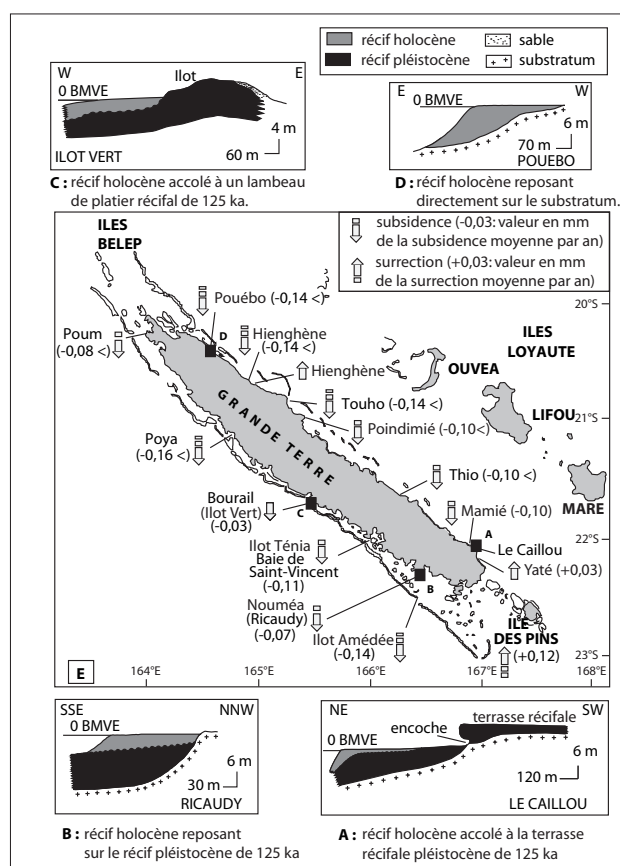 récif holocène
sable
récif pléistocène
substratum
W
Ilot
E
0 BMVE
4 m
60 m
ILOT VERT
E
W
0 BMVE
6 m
70 m
POUEBO
C : récif holocène accolé à un lambeau
de platier récifal de 125 ka.
D : récif holocène reposant
directement sur le substratum.
subsidence (-0,03: valeur en mm
de la subsidence moyenne par an)
surrection (+0,03: valeur en mm
de la surrection moyenne par an)
ILES
BELEP
20°S
Pouébo
(-0,14 <)
D
Poum
(-0,08 <)
Hienghène
(-0,14 <)
Hienghène
ILES
LOYAUTE
OUVEA
Touho (-0,14 <)
LIFOU
21°S
GRANDE TERRE
Poindimié (-0,10<)
Poya
(-0,16 <)
Thio (-0,10 <)
MARE
Bourail
(Ilot Vert)
(-0,03)
C
Mamié (-0,10)
A
22°S
Le Caillou
Ilot Ténia
Baie de
Saint-Vincent
(-0,11)
Yaté (+0,03)
B
Nouméa
(Ricaudy)
(-0,07)
Ilot Amédée
(-0,14)
ILE
DES PINS
(+0,12)
23°S
E
164°E
165°E
166°E
167°E
168°E
SSE
NNW
0 BMVE
6 m
30 m
RICAUDY
NE
SW
terrasse récifale
encoche
0 BMVE
6 m
120 m
LE CAILLOU
B : récif holocène reposant
sur le récif pléistocène de 125 ka
A : récif holocène accolé à la terrasse
récifale pléistocène de 125 ka